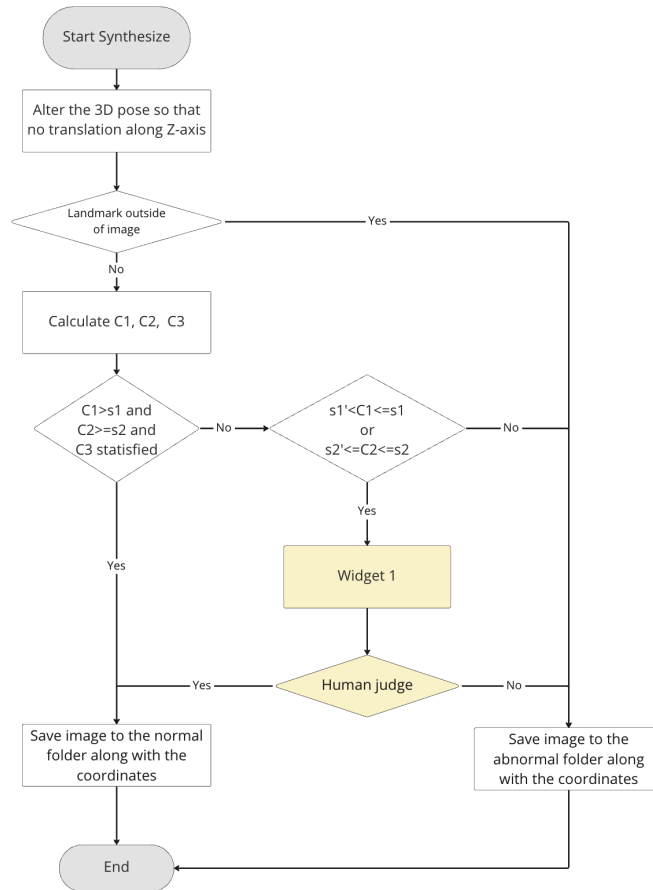 Start Synthesize
Alter the 3D pose so that
no translation along Z-axis
Landmark outside
of image
Yes
No
Calculate C1, C2, C3
C1>s1 and
C2>=s2 and
C3 statisfied
No
s1'<C1<=s1
or
s2'<=C2<=s2
No
Yes
Yes
Widget 1
Human judge
Yes
No
Save image to the normal
folder along with the
coordinates
Save image to the
abnormal folder along
with the coordinates
End